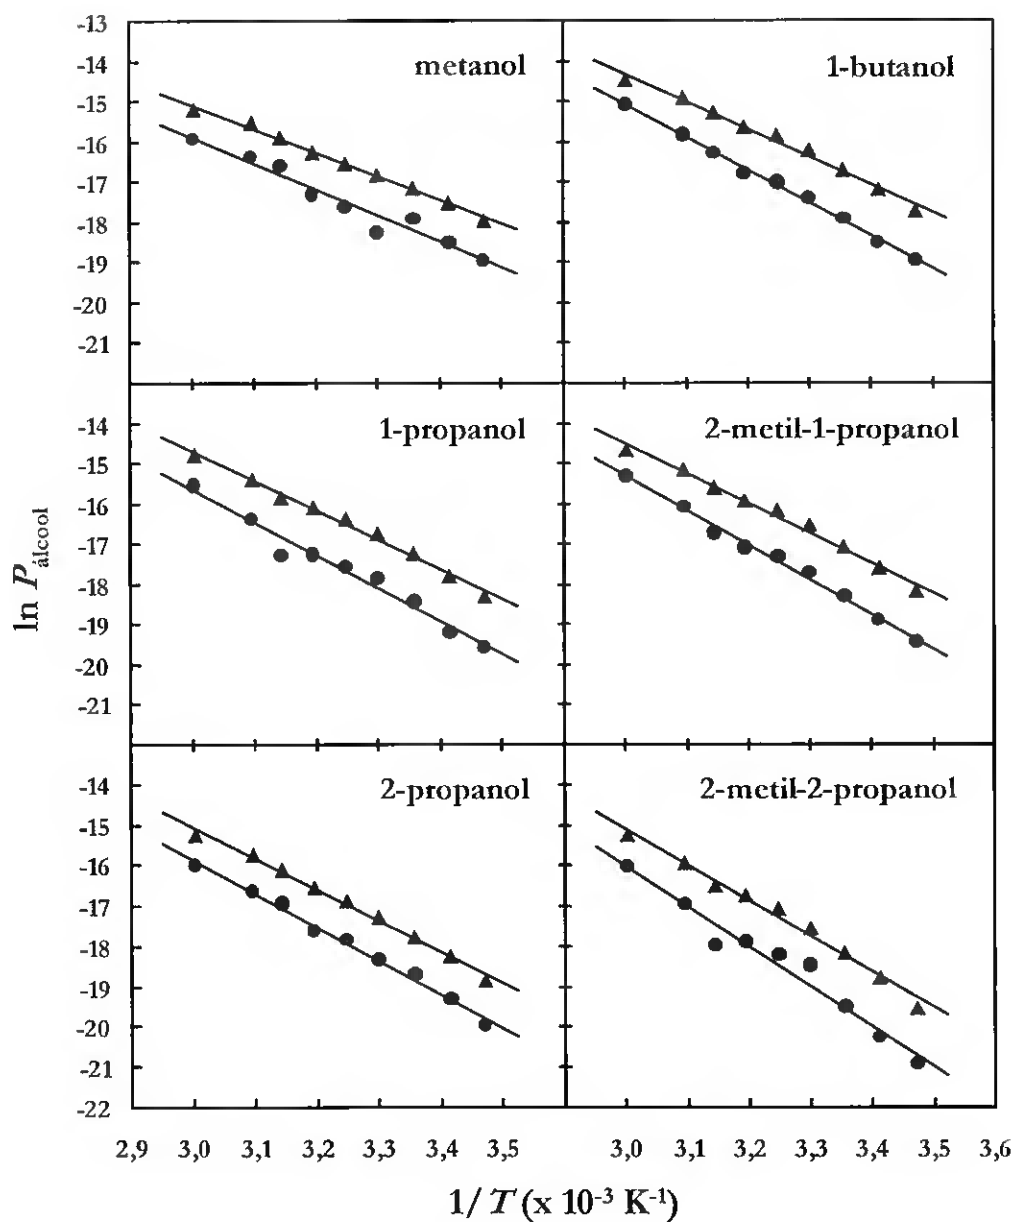 -13
-14
-15
-16
-17
-18
-19
-20
-21
metanol
1-butanol
-14
-15
-16
-17
-18
-19
-20
-21
1-propanol
2-metil-1-propanol
-14
-15
-16
-17
-18
-19
-20
-21
-22
2-propanol
2-metil-2-propanol
ln P álcool
2,9 3,0 3,1 3,2 3,3 3,4 3,5 3,0 3,1 3,2 3,3 3,4 3,5 3,6
1/ T (x 10⁻³ K⁻¹)